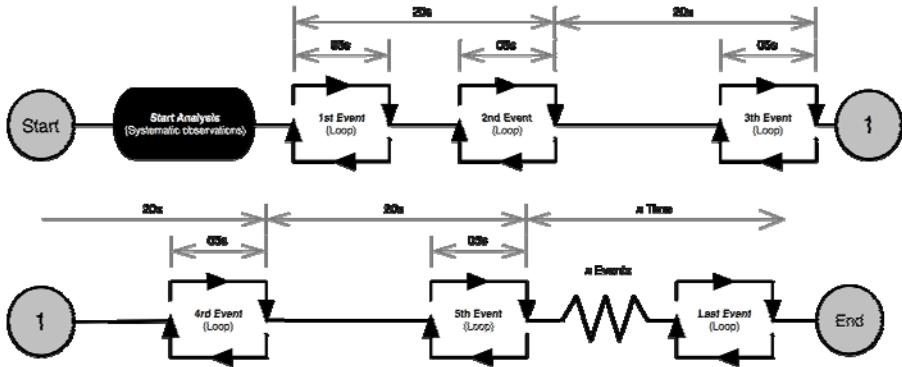 20s
20s
05s
05s
05s
Start
Start Analysis
(Systematic observations)
1st Event
(Loop)
2nd Event
(Loop)
3th Event
(Loop)
1
20s
20s
n Time
05s
05s
n Events
1
4rd Event
(Loop)
5th Event
(Loop)
Last Event
(Loop)
End